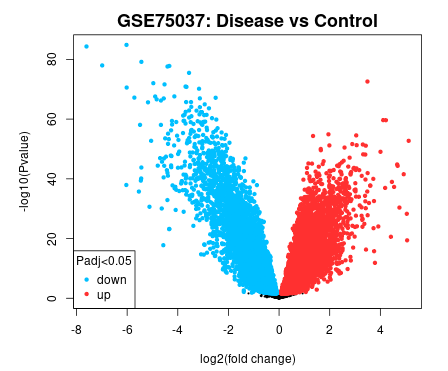 GSE75037: Disease vs Control
-log10(Pvalue)
80
60
40
20
0
Padj<0.05
down
up
-8 -6 -4 -2 0 2 4
log2(fold change)